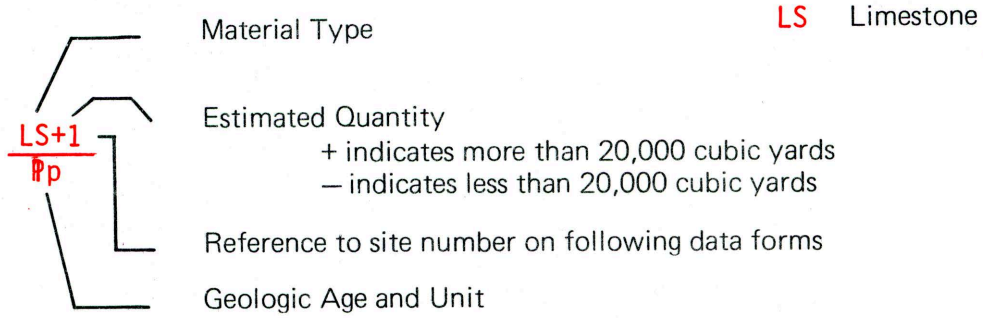 Material Type
LS Limestone
Estimated Quantity
+ indicates more than 20,000 cubic yards
— indicates less than 20,000 cubic yards
LS+1
ⱣPp
Reference to site number on following data forms
Geologic Age and Unit